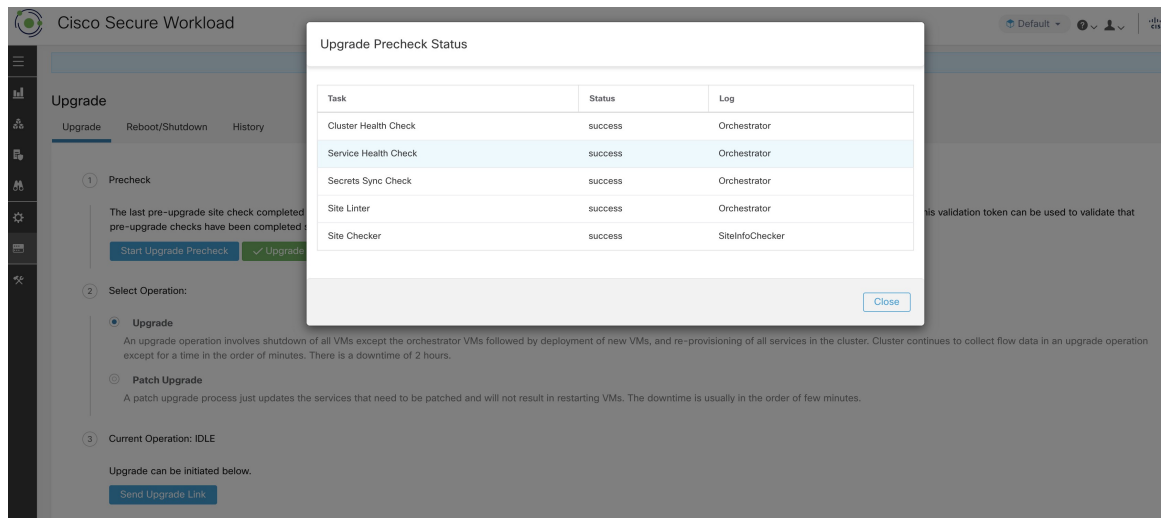 Cisco Secure Workload
Default
Upgrade Precheck Status
Task Status Log
Cluster Health Check success Orchestrator
Service Health Check success Orchestrator
Secrets Sync Check success Orchestrator
Site Linter success Orchestrator
Site Checker success SiteInfoChecker
Close
Upgrade
Upgrade Reboot/Shutdown History
1 Precheck
The last pre-upgrade site check completed his validation token can be used to validate that
pre-upgrade checks have been completed
Start Upgrade Precheck Upgrade
2 Select Operation:
Upgrade
An upgrade operation involves shutdown of all VMs except the orchestrator VMs followed by deployment of new VMs, and re-provisioning of all services in the cluster. Cluster continues to collect flow data in an upgrade operation
except for a time in the order of minutes. There is a downtime of 2 hours.
Patch Upgrade
A patch upgrade process just updates the services that need to be patched and will not result in restarting VMs. The downtime is usually in the order of few minutes.
3 Current Operation: IDLE
Upgrade can be initiated below.
Send Upgrade Link